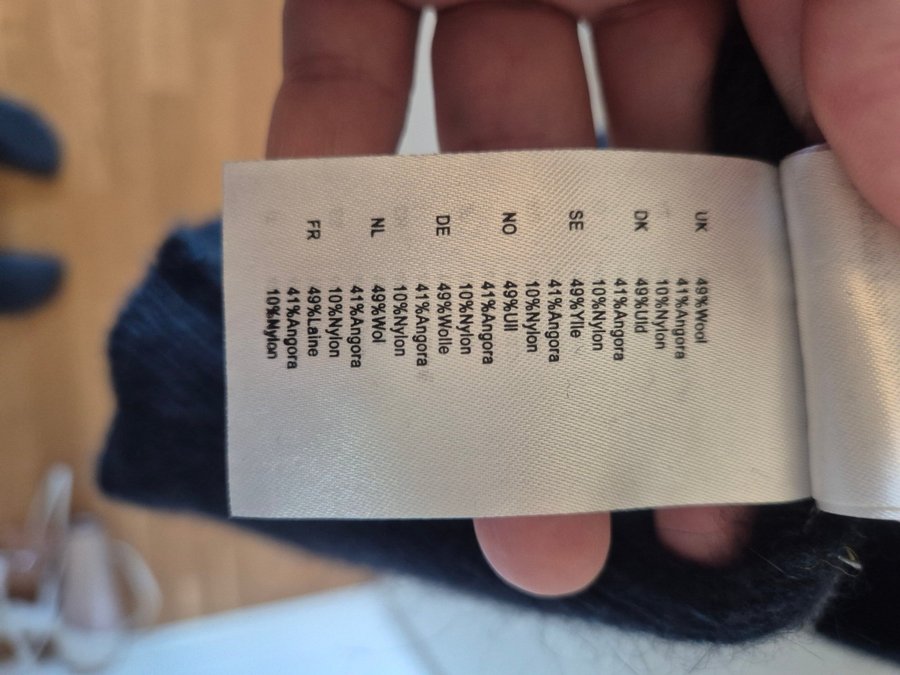 UK 49%Wool
41%Angora
10%Nylon
DK 49%Uld
41%Angora
10%Nylon
SE 49%Ylle
41%Angora
10%Nylon
NO 49%Ull
41%Angora
10%Nylon
DE 49%Wolle
41%Angora
10%Nylon
NL 49%Wol
41%Angora
10%Nylon
FR 49%Laine
41%Angora
10%Nylon